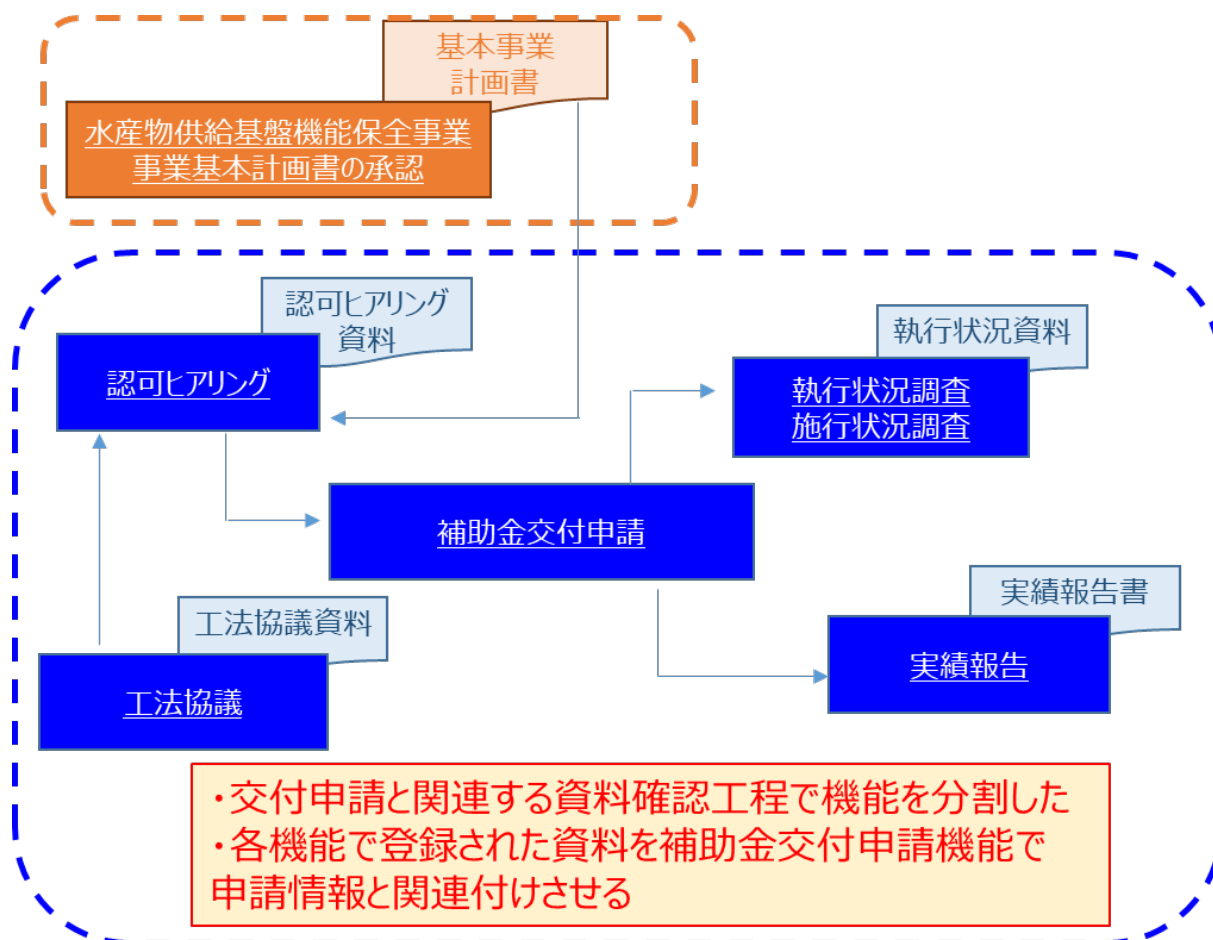 基本事業
計画書
水産物供給基盤機能保全事業
事業基本計画書の承認
認可ヒアリング
資料
認可ヒアリング
執行状況資料
執行状況調査
施行状況調査
補助金交付申請
工法協議資料
工法協議
実績報告書
実績報告
・交付申請と関連する資料確認工程で機能を分割した
・各機能で登録された資料を補助金交付申請機能で
申請情報と関連付けさせる